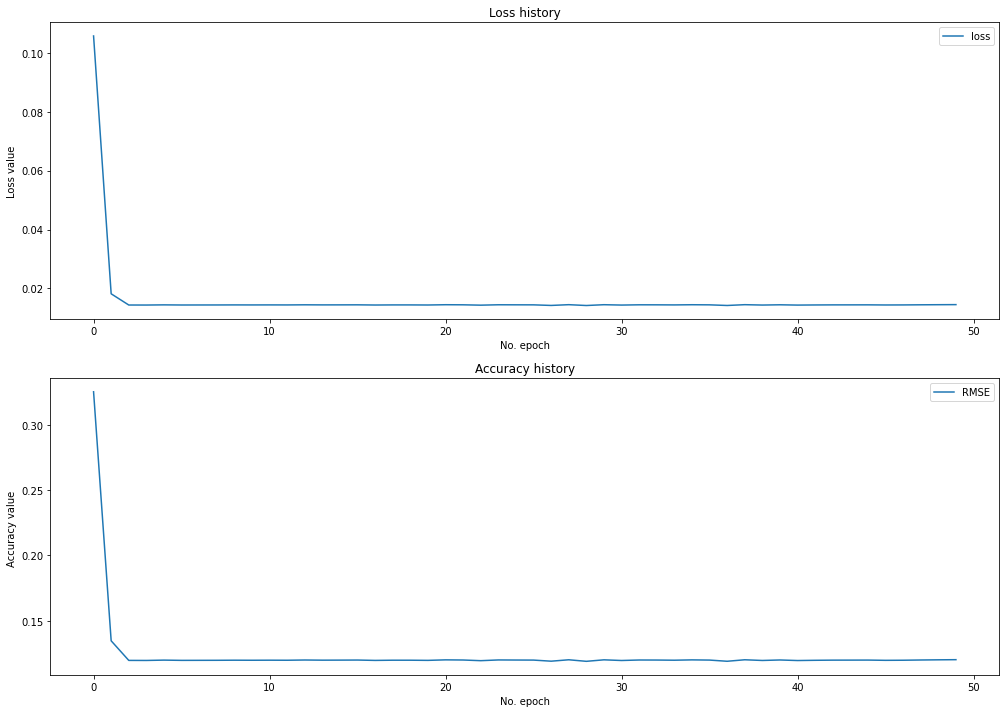 Loss history
loss
0.10
0.08
0.06
0.04
0.02
Loss value
0 10 20 30 40 50
No. epoch
Accuracy history
RMSE
0.30
0.25
0.20
0.15
Accuracy value
0 10 20 30 40 50
No. epoch